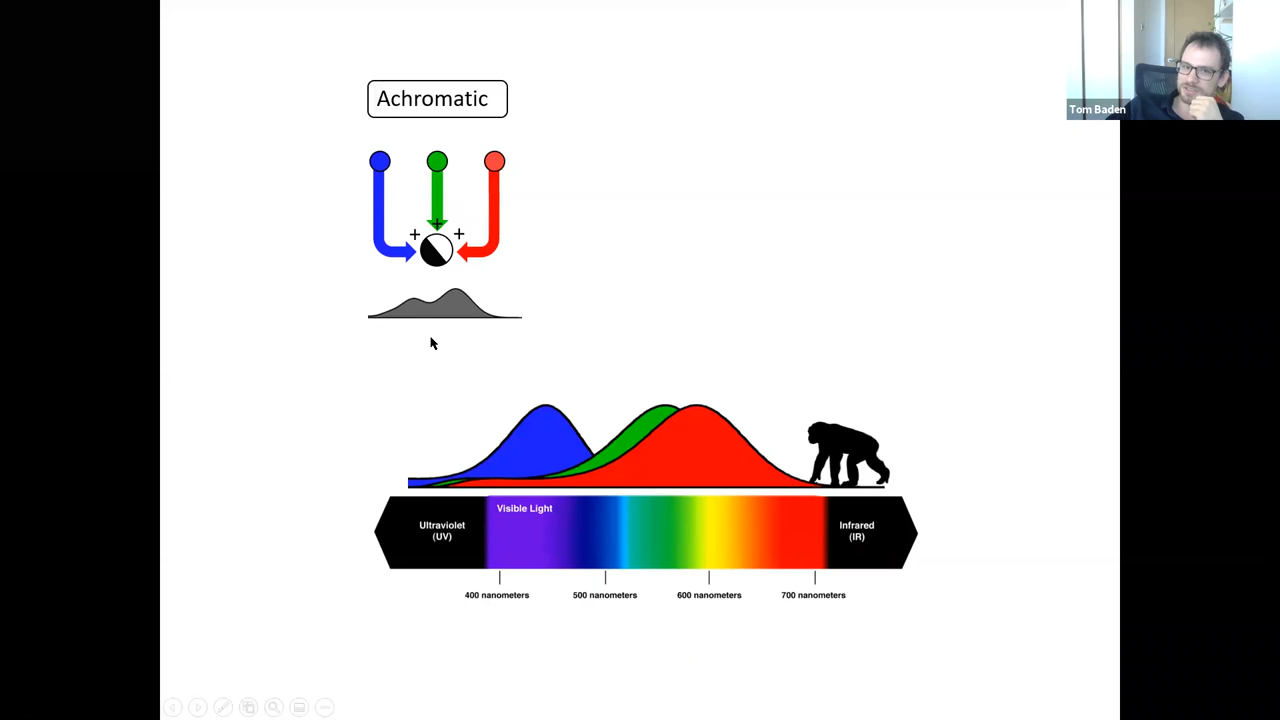 Achromatic
Tom Baden
+ + +
Visible Light
Ultraviolet
(UV)
Infrared
(IR)
400 nanometers 500 nanometers 600 nanometers 700 nanometers